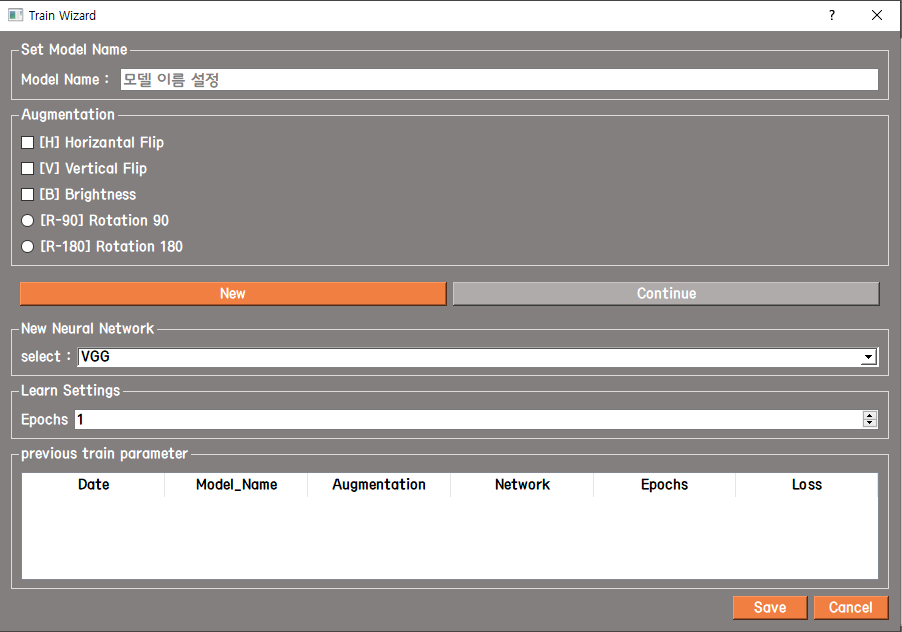 Train Wizard ? ×
Set Model Name
Model Name : 모델 이름 설정
Augmentation
[H] Horizantal Flip
[V] Vertical Flip
[B] Brightness
[R-90] Rotation 90
[R-180] Rotation 180
New Continue
New Neural Network
select : VGG
Learn Settings
Epochs 1
previous train parameter
Date Model_Name Augmentation Network Epochs Loss
Save Cancel